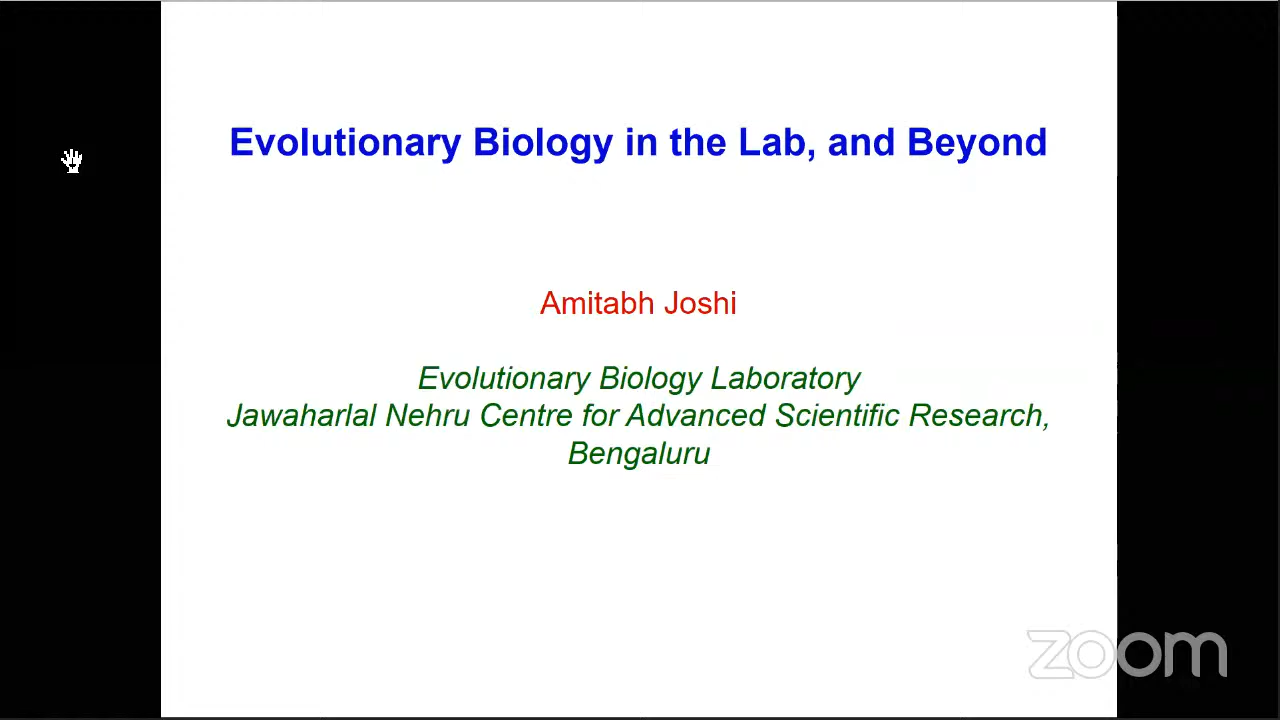 Evolutionary Biology in the Lab, and Beyond
Amitabh Joshi
Evolutionary Biology Laboratory
Jawaharlal Nehru Centre for Advanced Scientific Research,
Bengaluru
zoom